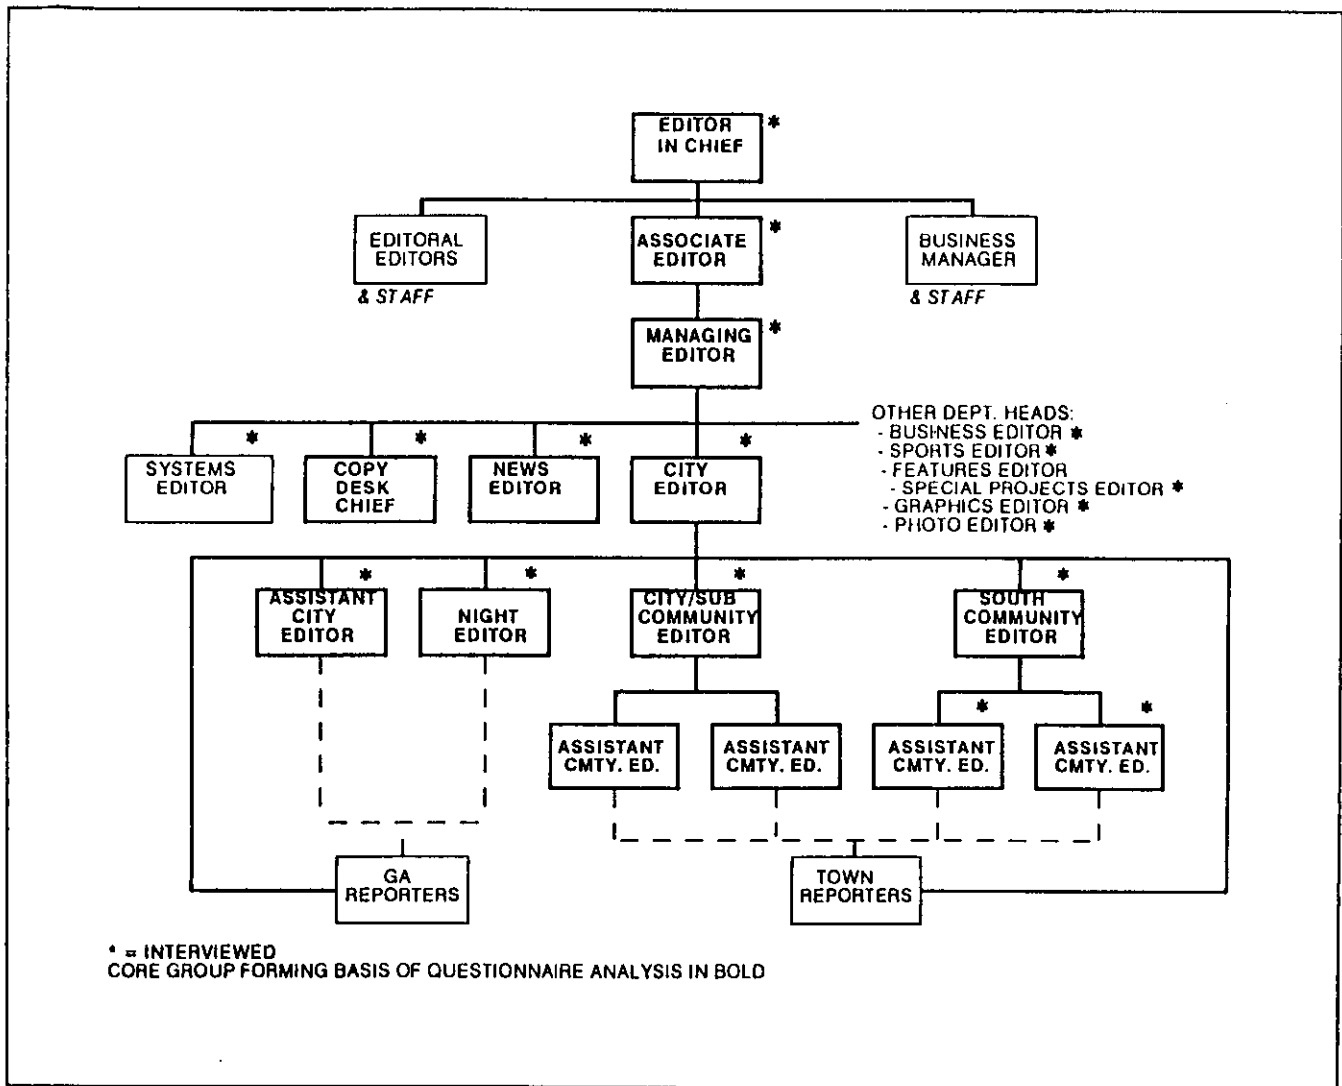 EDITOR *
IN CHIEF
EDITORAL
EDITORS
& STAFF
ASSOCIATE *
EDITOR
BUSINESS
MANAGER
& STAFF
MANAGING *
EDITOR
OTHER DEPT. HEADS:
- BUSINESS EDITOR *
- SPORTS EDITOR *
- FEATURES EDITOR
- SPECIAL PROJECTS EDITOR *
- GRAPHICS EDITOR *
- PHOTO EDITOR *
*
SYSTEMS
EDITOR
*
COPY
DESK
CHIEF
*
NEWS
EDITOR
*
CITY
EDITOR
*
ASSISTANT
CITY
EDITOR
*
NIGHT
EDITOR
*
CITY/SUB
COMMUNITY
EDITOR
*
SOUTH
COMMUNITY
EDITOR
ASSISTANT
CMTY. ED.
ASSISTANT
CMTY. ED.
*
ASSISTANT
CMTY. ED.
*
ASSISTANT
CMTY. ED.
GA
REPORTERS
TOWN
REPORTERS
* = INTERVIEWED
CORE GROUP FORMING BASIS OF QUESTIONNAIRE ANALYSIS IN BOLD